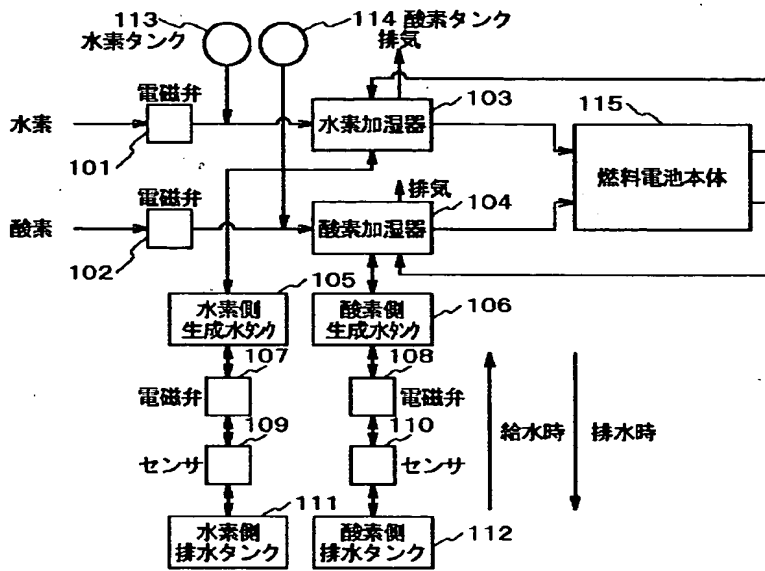 113
水素タンク
114 酸素タンク
排気
電磁弁
水素
101
水素加湿器
103
115
燃料電池本体
電磁弁
排気
酸素
102
酸素加湿器
104
105
水素側
生成水タンク
酸素側
生成水タンク
106
107
電磁弁
108
電磁弁
109
センサ
110
センサ
給水時
排水時
111
水素側
排水タンク
酸素側
排水タンク
112